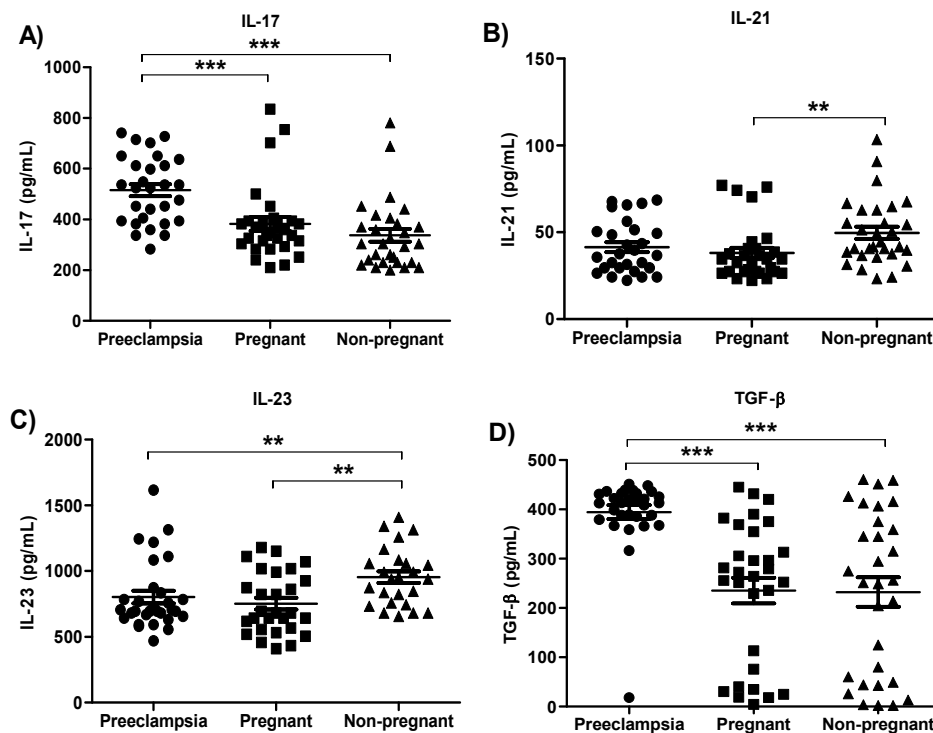 A)
IL-17
***
***
IL-17 (pg/mL)
1000
800
600
400
200
0
Preeclampsia Pregnant Non-pregnant
B)
IL-21
**
IL-21 (pg/mL)
150
100
50
0
Preeclampsia Pregnant Non-pregnant
C)
IL-23
**
**
IL-23 (pg/mL)
2000
1500
1000
500
0
Preeclampsia Pregnant Non-pregnant
D)
TGF-β
***
***
TGF-β (pg/mL)
500
400
300
200
100
0
Preeclampsia Pregnant Non-pregnant